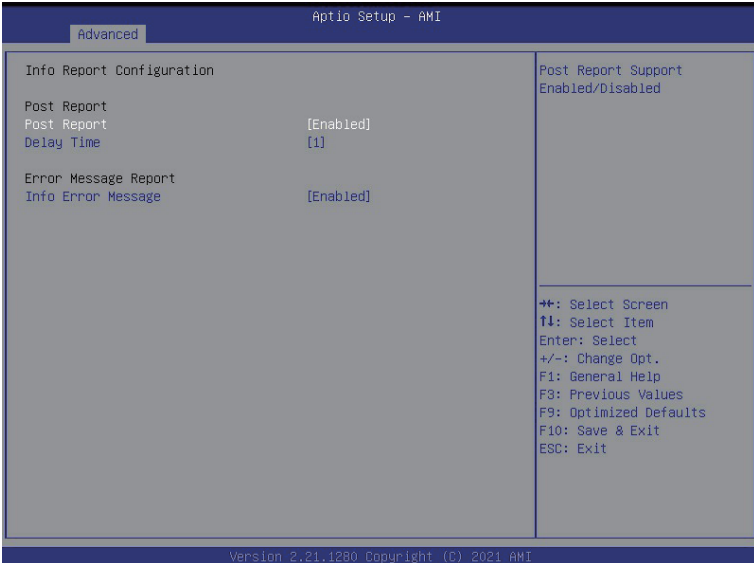 Aptio Setup – AMI
Advanced
Info Report Configuration
Post Report
Post Report [Enabled]
Delay Time [1]
Error Message Report
Info Error Message [Enabled]
Post Report Support
Enabled/Disabled
→←: Select Screen
↑↓: Select Item
Enter: Select
+/-: Change Opt.
F1: General Help
F3: Previous Values
F9: Optimized Defaults
F10: Save & Exit
ESC: Exit
Version 2.21.1280 Copyright (C) 2021 AMI